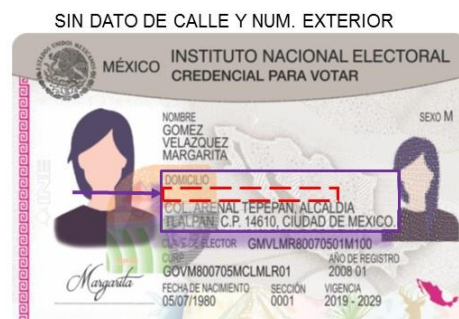 SIN DATO DE CALLE Y NUM. EXTERIOR
MÉXICO
INSTITUTO NACIONAL ELECTORAL
CREDENCIAL PARA VOTAR
NOMBRE
GOMEZ
VELAZQUEZ
MARGARITA
SEXO M
DOMICILIO
COL. ARENAL TEPEPAN, ALCALDIA
TLALPAN, C.P. 14610, CIUDAD DE MEXICO.
CLAVE DE ELECTOR GMVLMR80070501M100
CURP
GOVM800705MCLMLR01
AÑO DE REGISTRO
2008 01
FECHA DE NACIMIENTO
05/07/1980
SECCIÓN
0001
VIGENCIA
2019 - 2029
Margarita